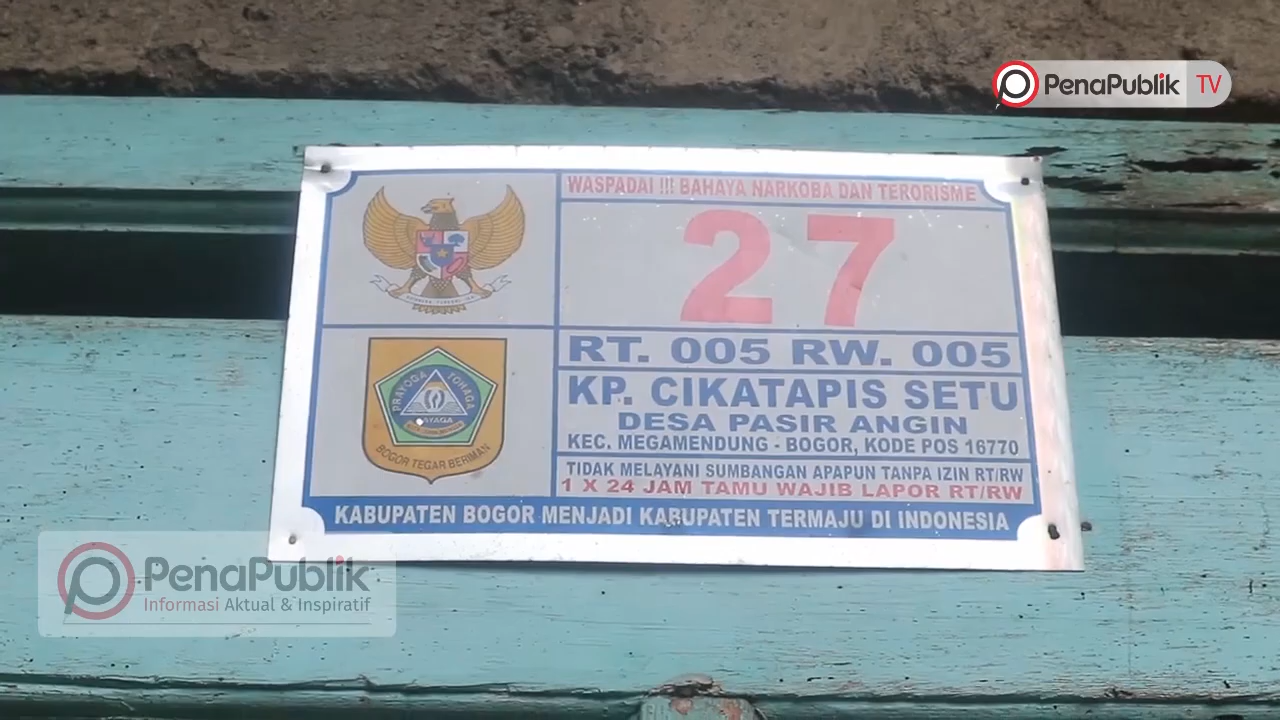 PenaPublik TV
WASPADAI !!! BAHAYA NARKOBA DAN TERORISME
27
RT. 005 RW. 005
KP. CIKATAPIS SETU
DESA PASIR ANGIN
KEC. MEGAMENDUNG - BOGOR, KODE POS 16770
TIDAK MELAYANI SUMBANGAN APAPUN TANPA IZIN RT/RW
1 X 24 JAM TAMU WAJIB LAPOR RT/RW
PRAYOGA TOHAGA
BOGOR TEGAR BERIMAN
KABUPATEN BOGOR MENJADI KABUPATEN TERMAJU DI INDONESIA
PenaPublik
Informasi Aktual & Inspiratif